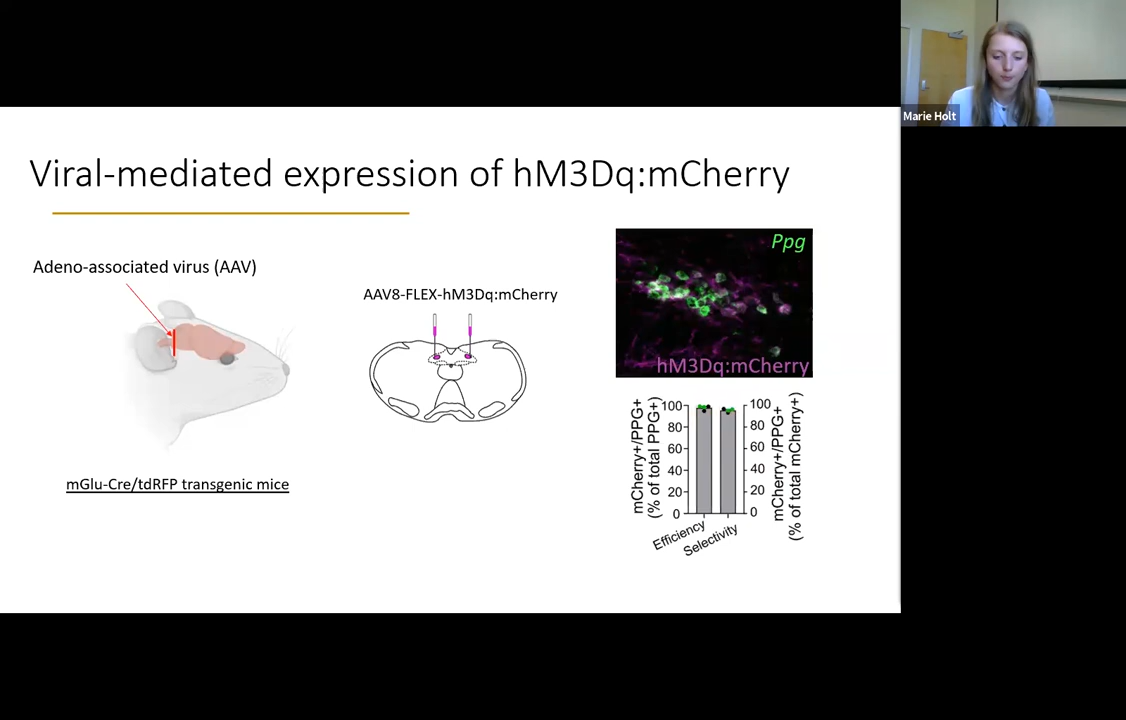 Marie Holt
Viral-mediated expression of hM3Dq:mCherry
Adeno-associated virus (AAV)
mGlu-Cre/tdRFP transgenic mice
AAV8-FLEX-hM3Dq:mCherry
Ppg
hM3Dq:mCherry
mCherry+/PPG+
(% of total PPG+)
100
80
60
40
20
0
Efficiency
Selectivity
100
80
60
40
20
0
mCherry+/PPG+
(% of total mCherry+)